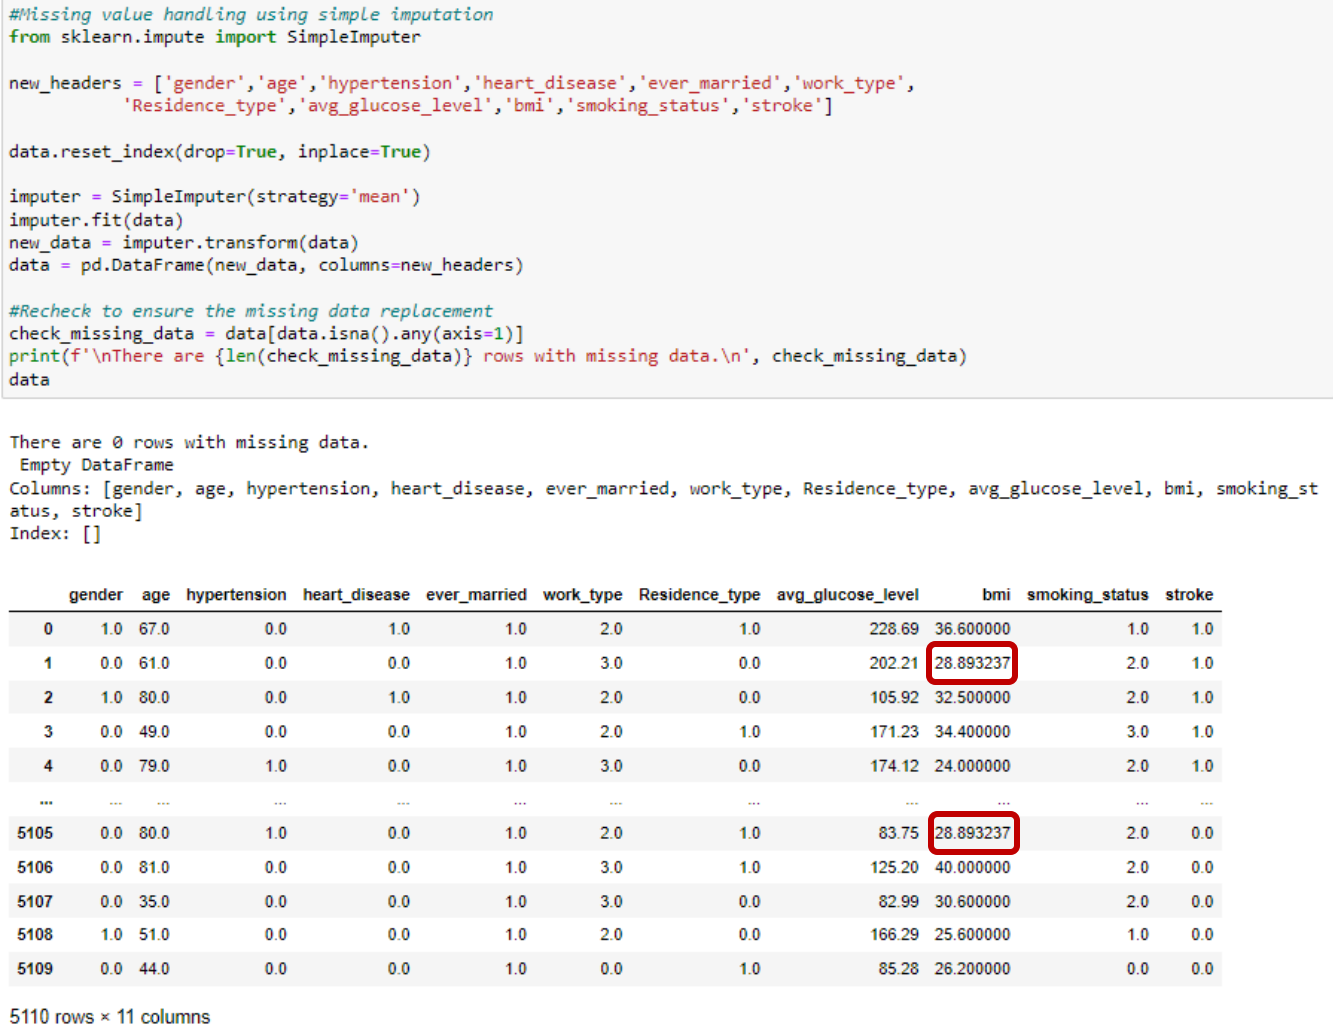 #Missing value handling using simple imputation
from sklearn.impute import SimpleImputer
new_headers = ['gender','age','hypertension','heart_disease','ever_married','work_type',
'Residence_type','avg_glucose_level','bmi','smoking_status','stroke']
data.reset_index(drop=True, inplace=True)
imputer = SimpleImputer(strategy='mean')
imputer.fit(data)
new_data = imputer.transform(data)
data = pd.DataFrame(new_data, columns=new_headers)
#Recheck to ensure the missing data replacement
check_missing_data = data[data.isna().any(axis=1)]
print(f'\nThere are {len(check_missing_data)} rows with missing data.\n', check_missing_data)
data
There are 0 rows with missing data.
Empty DataFrame
Columns: [gender, age, hypertension, heart_disease, ever_married, work_type, Residence_type, avg_glucose_level, bmi, smoking_st
atus, stroke]
Index: []
gender age hypertension heart_disease ever_married work_type Residence_type avg_glucose_level bmi smoking_status stroke
0 1.0 67.0 0.0 1.0 1.0 2.0 1.0 228.69 36.600000 1.0 1.0
1 0.0 61.0 0.0 0.0 1.0 3.0 0.0 202.21 28.893237 2.0 1.0
2 1.0 80.0 0.0 1.0 1.0 2.0 0.0 105.92 32.500000 2.0 1.0
3 0.0 49.0 0.0 0.0 1.0 2.0 1.0 171.23 34.400000 3.0 1.0
4 0.0 79.0 1.0 0.0 1.0 3.0 0.0 174.12 24.000000 2.0 1.0
... ... ... ... ... ... ... ... ... ... ... ...
5105 0.0 80.0 1.0 0.0 1.0 2.0 1.0 83.75 28.893237 2.0 0.0
5106 0.0 81.0 0.0 0.0 1.0 3.0 1.0 125.20 40.000000 2.0 0.0
5107 0.0 35.0 0.0 0.0 1.0 3.0 0.0 82.99 30.600000 2.0 0.0
5108 1.0 51.0 0.0 0.0 1.0 2.0 0.0 166.29 25.600000 1.0 0.0
5109 0.0 44.0 0.0 0.0 1.0 0.0 1.0 85.28 26.200000 0.0 0.0
5110 rows × 11 columns